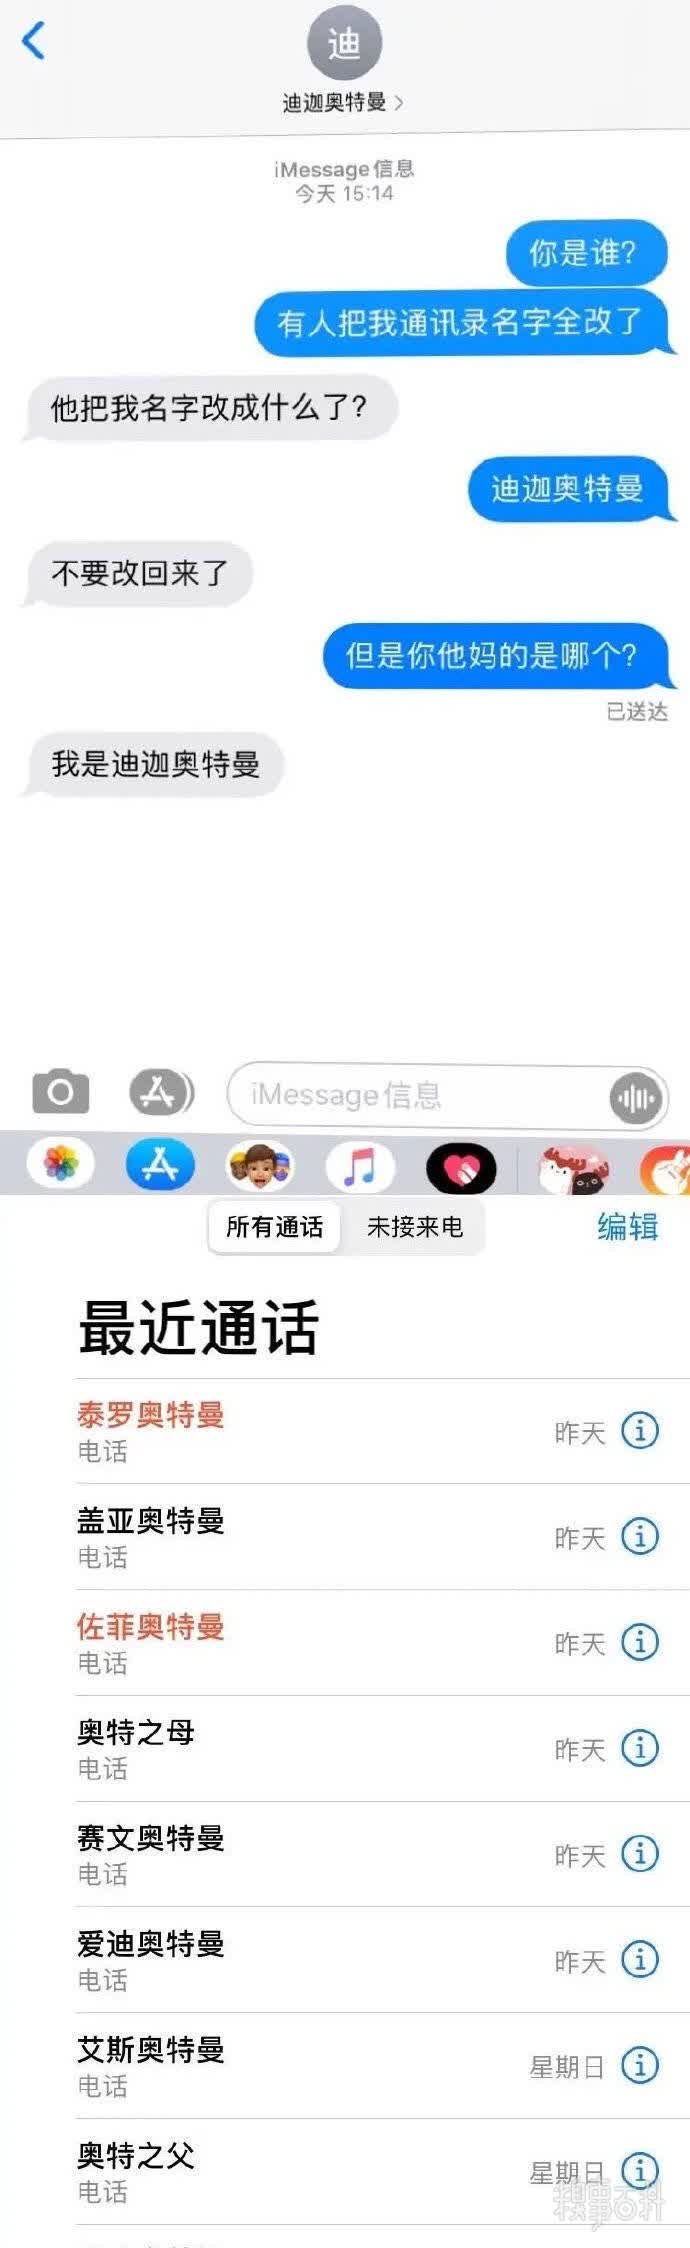 迪
迪迦奥特曼
iMessage信息
今天 15:14
你是谁?
有人把我通讯录名字全改了
他把我名字改成什么了?
迪迦奥特曼
不要改回来了
但是你他妈的是哪个?
已送达
我是迪迦奥特曼
iMessage信息
所有通话 未接来电 编辑
最近通话
泰罗奥特曼
电话 昨天
盖亚奥特曼
电话 昨天
佐菲奥特曼
电话 昨天
奥特之母
电话 昨天
赛文奥特曼
电话 昨天
爱迪奥特曼
电话 昨天
艾斯奥特曼
电话 星期日
奥特之父
电话 星期日